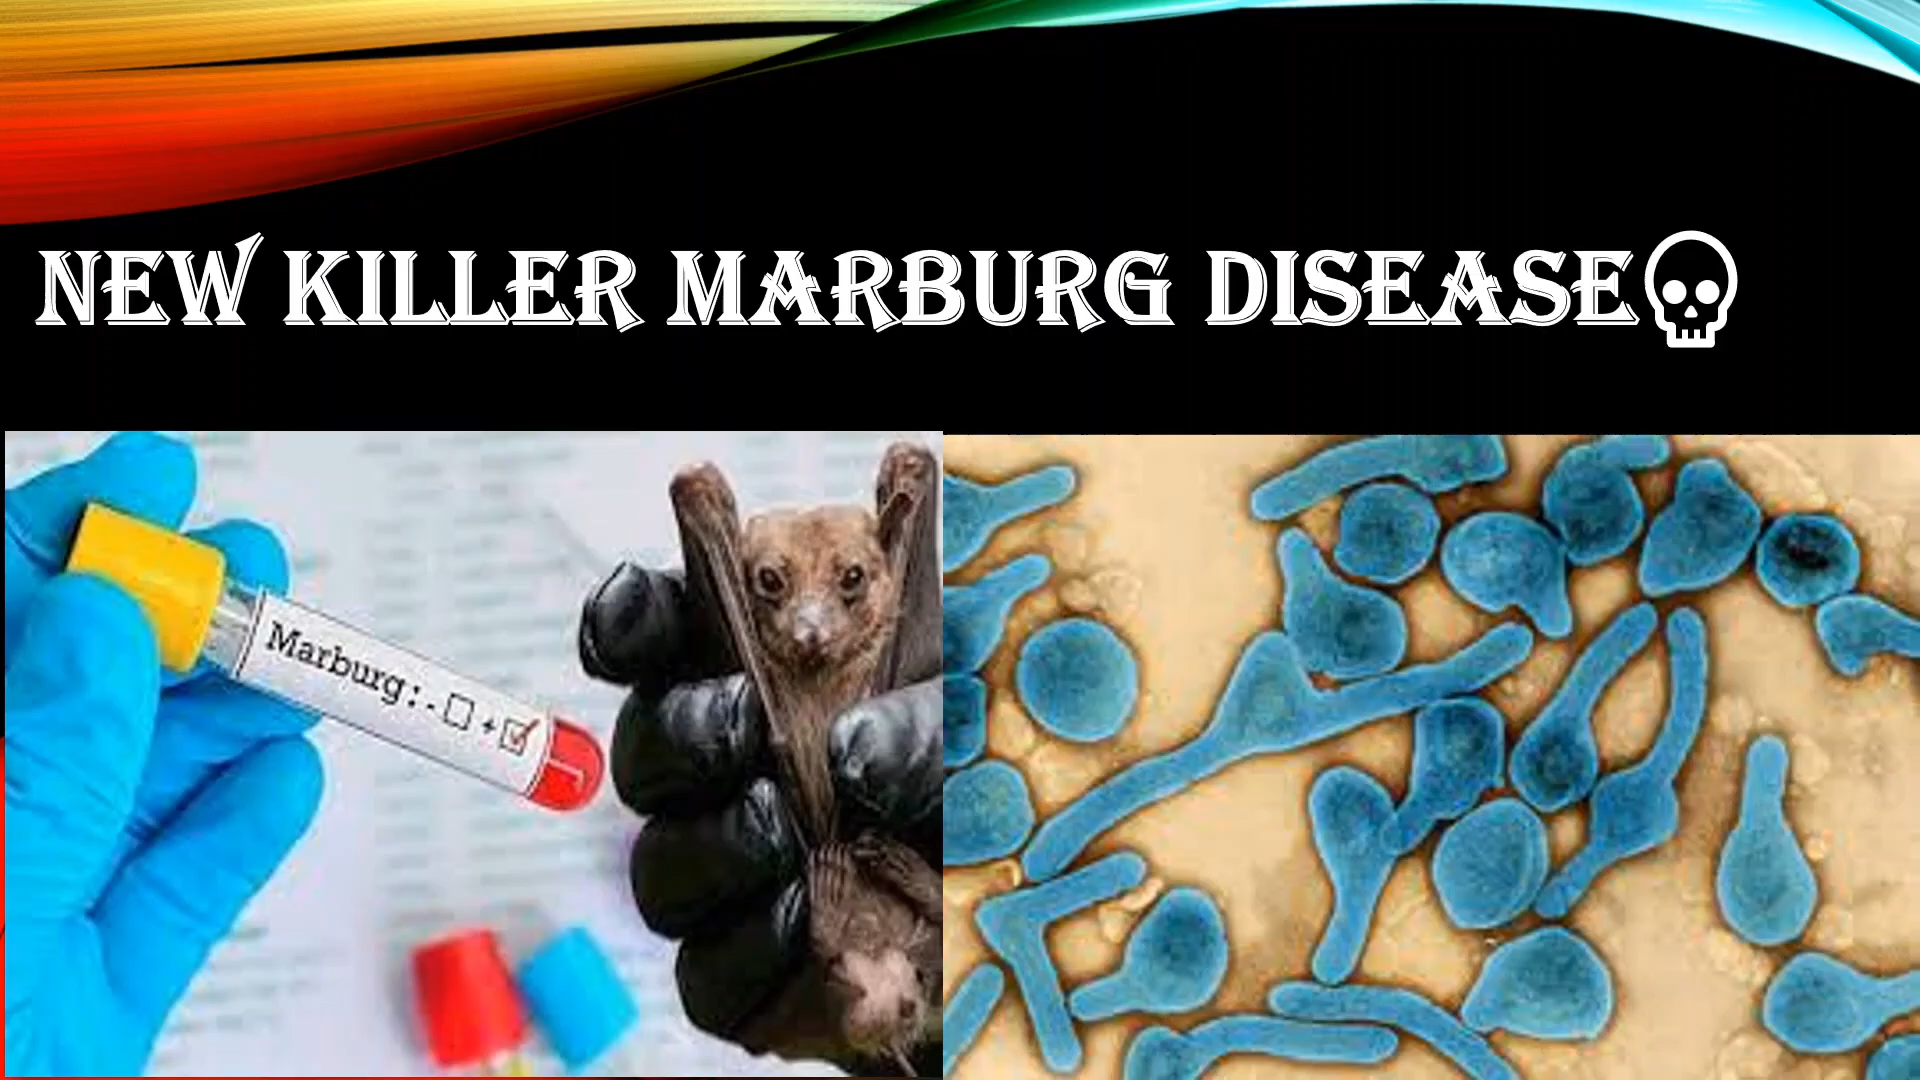 NEW KILLER MARBURG DISEASE💀
Marburg: - ☐ + ☑